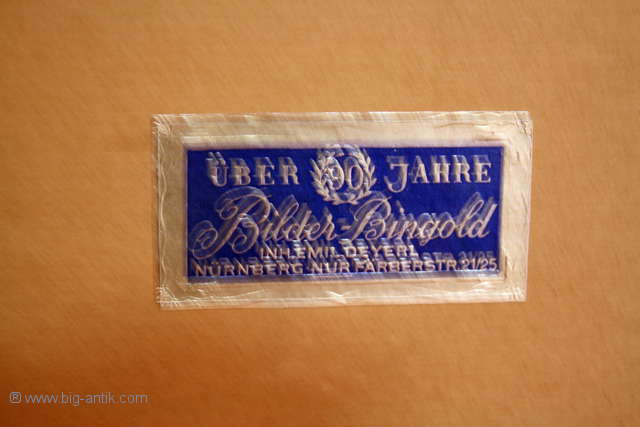 ÜBER 90 JAHRE
Bilder-Bingold
INH. EMIL DEYERL
NÜRNBERG NUR FÄRBERSTR. 21/25
® www.big-antik.com